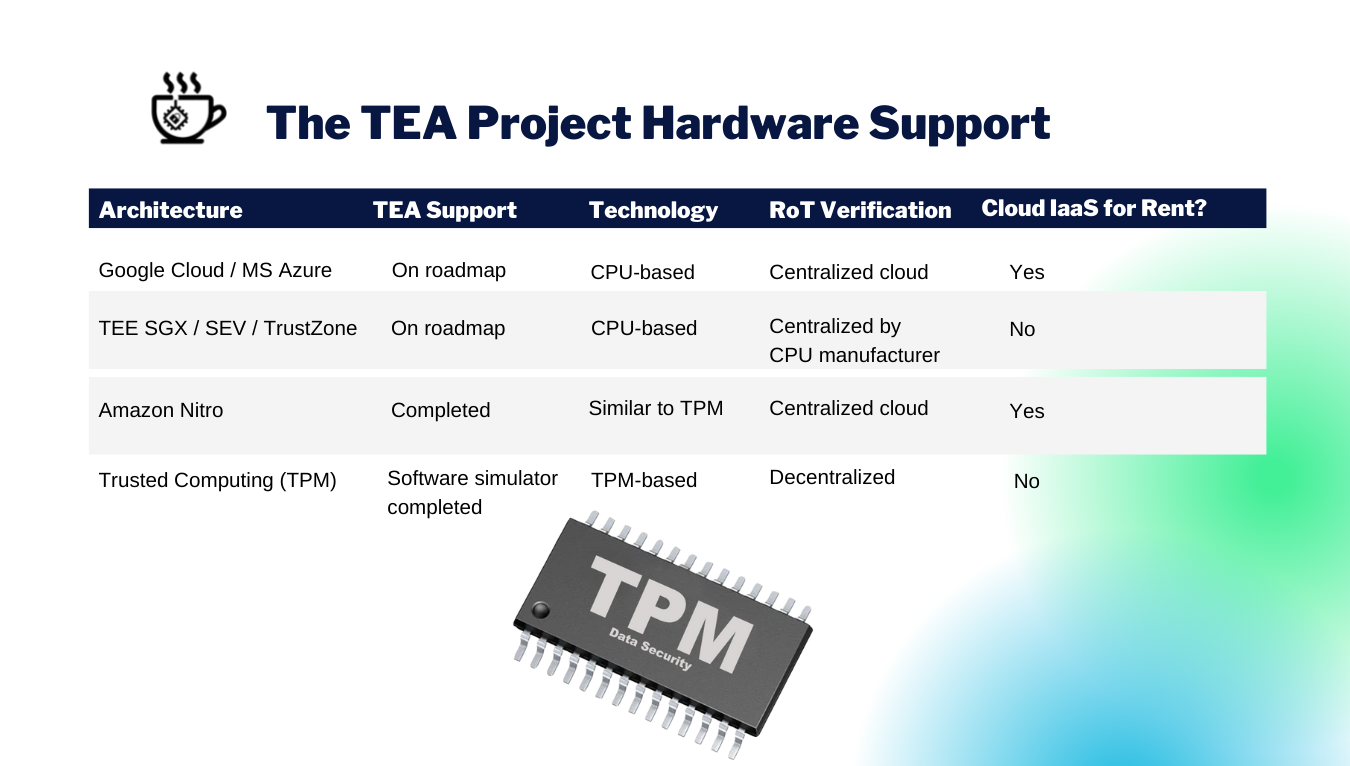 The TEA Project Hardware Support
Architecture TEA Support Technology RoT Verification Cloud IaaS for Rent?
Google Cloud / MS Azure On roadmap CPU-based Centralized cloud Yes
TEE SGX / SEV / TrustZone On roadmap CPU-based Centralized by No
CPU manufacturer
Amazon Nitro Completed Similar to TPM Centralized cloud Yes
Trusted Computing (TPM) Software simulator TPM-based Decentralized No
completed
TPM
Data Security